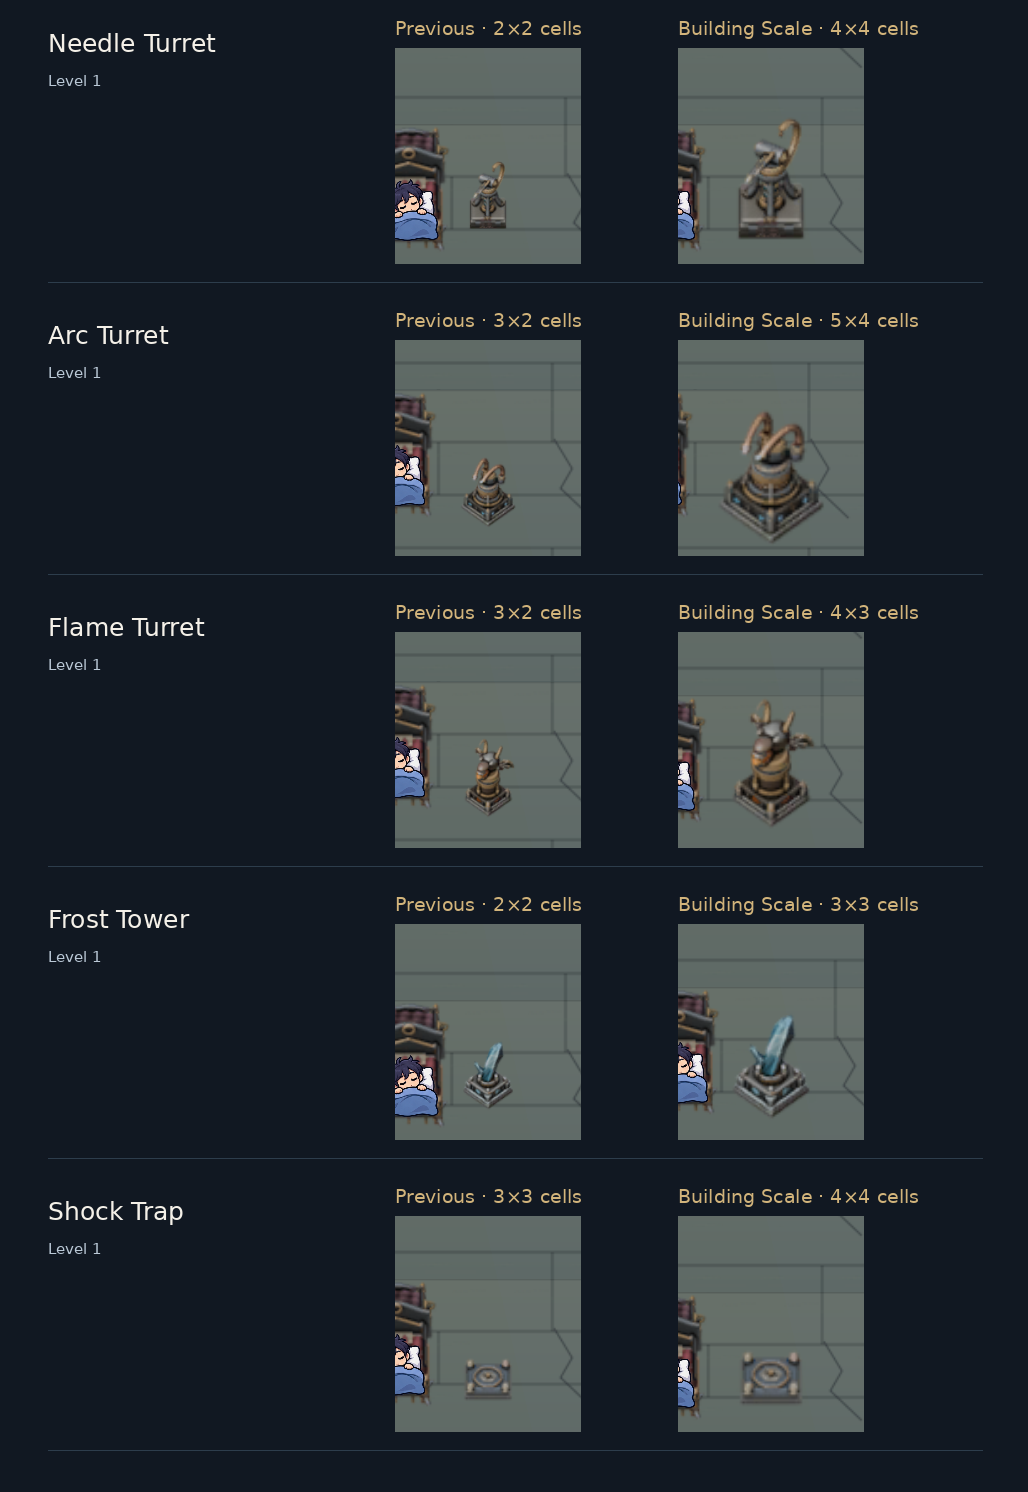 Previous · 2×2 cells
Building Scale · 4×4 cells
Needle Turret
Level 1
Previous · 3×2 cells
Building Scale · 5×4 cells
Arc Turret
Level 1
Previous · 3×2 cells
Building Scale · 4×3 cells
Flame Turret
Level 1
Previous · 2×2 cells
Building Scale · 3×3 cells
Frost Tower
Level 1
Previous · 3×3 cells
Building Scale · 4×4 cells
Shock Trap
Level 1